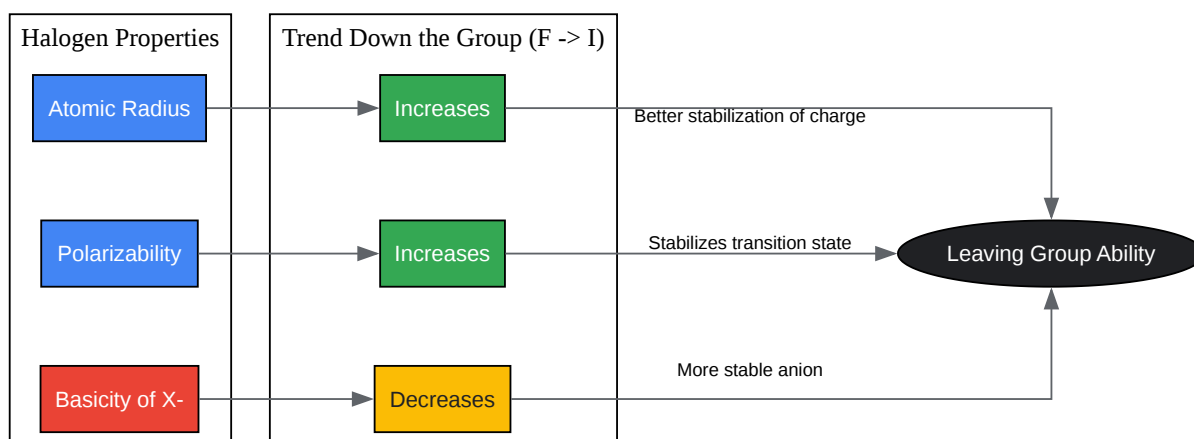 Halogen Properties
Trend Down the Group (F -> I)
Atomic Radius
Increases
Better stabilization of charge
Polarizability
Increases
Stabilizes transition state
Leaving Group Ability
Basicity of X-
Decreases
More stable anion